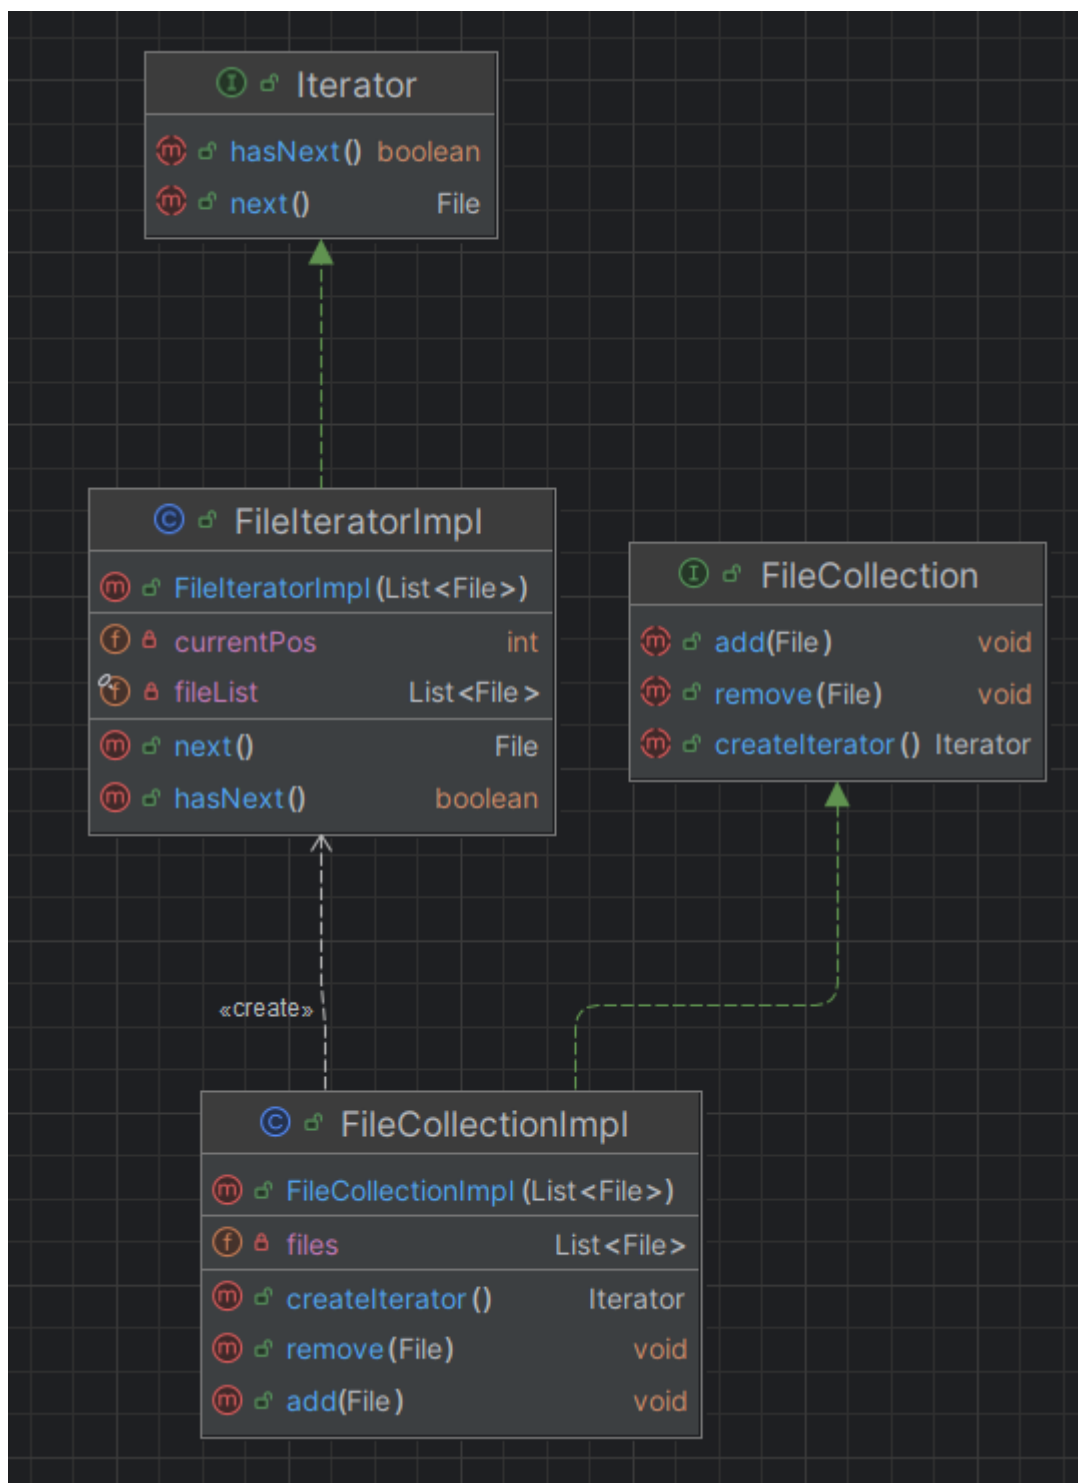 Iterator
hasNext() boolean
next() File
FileIteratorImpl
FileIteratorImpl(List<File>)
currentPos int
fileList List<File>
next() File
hasNext() boolean
FileCollection
add(File) void
remove(File) void
createIterator() Iterator
«create»
FileCollectionImpl
FileCollectionImpl(List<File>)
files List<File>
createIterator() Iterator
remove(File) void
add(File) void